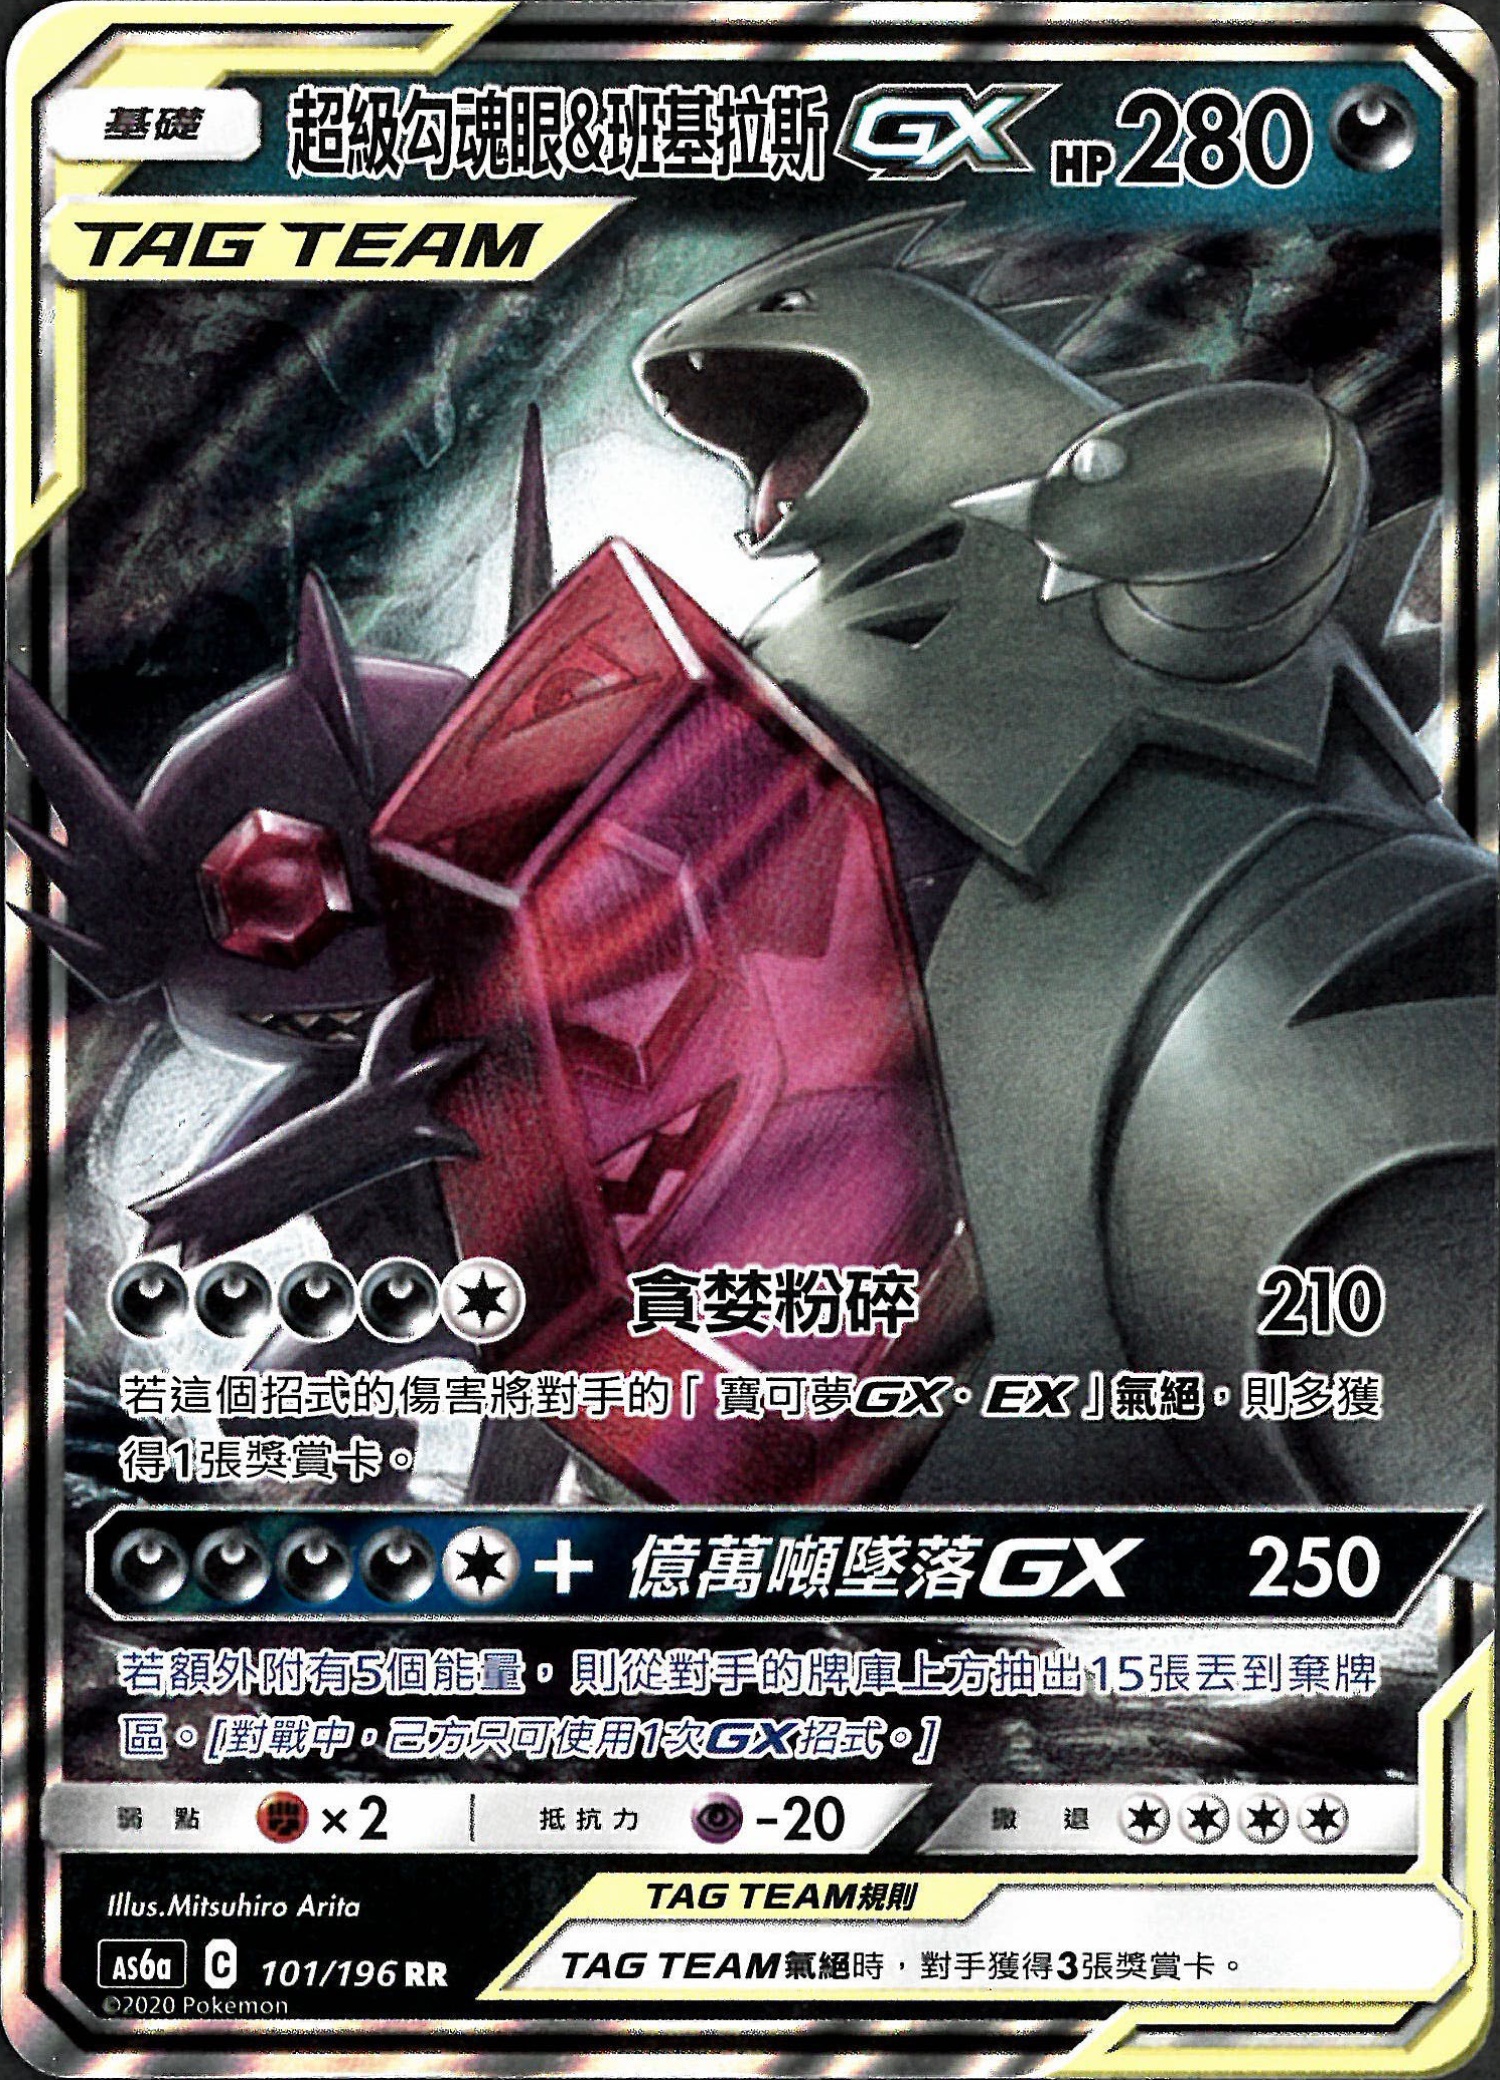 基礎
超級勾魂眼&班基拉斯GX HP280
TAG TEAM
貪婪粉碎 210
若這個招式的傷害將對手的「寶可夢GX・EX」氣絕，則多獲
得1張獎賞卡。
+ 億萬噸墜落GX 250
若額外附有5個能量，則從對手的牌庫上方抽出15張丟到棄牌
區。[對戰中，己方只可使用1次GX招式。]
弱點 ×2 抵抗力 -20 撤退
Illus.Mitsuhiro Arita
TAG TEAM規則
TAG TEAM氣絕時，對手獲得3張獎賞卡。
AS6a C 101/196 RR
©2020 Pokémon